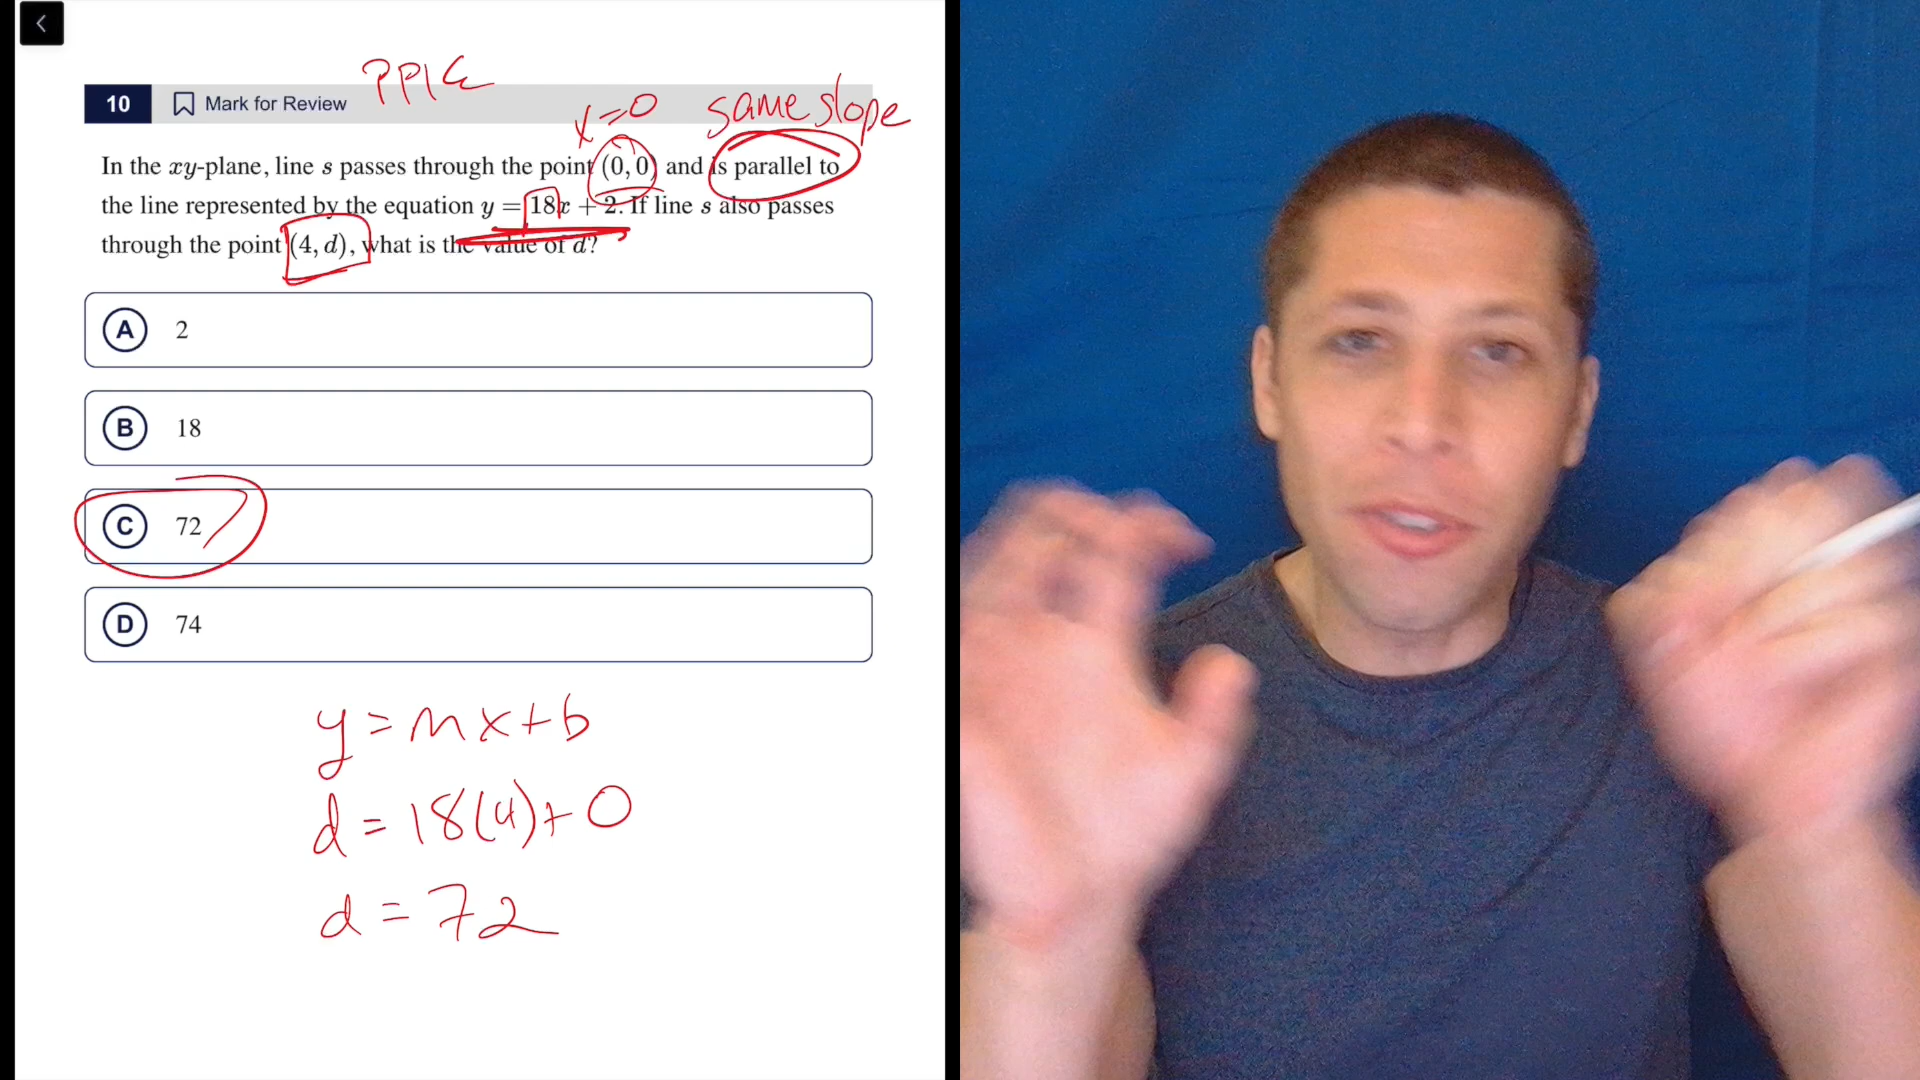 PPIC
10 Mark for Review
x=0 same slope
In the xy-plane, line s passes through the point (0, 0) and is parallel to
the line represented by the equation y = 18x + 2. If line s also passes
through the point (4, d), what is the value of d?
A 2
B 18
C 72
D 74
y = mx+b
d = 18(4)+0
d = 72